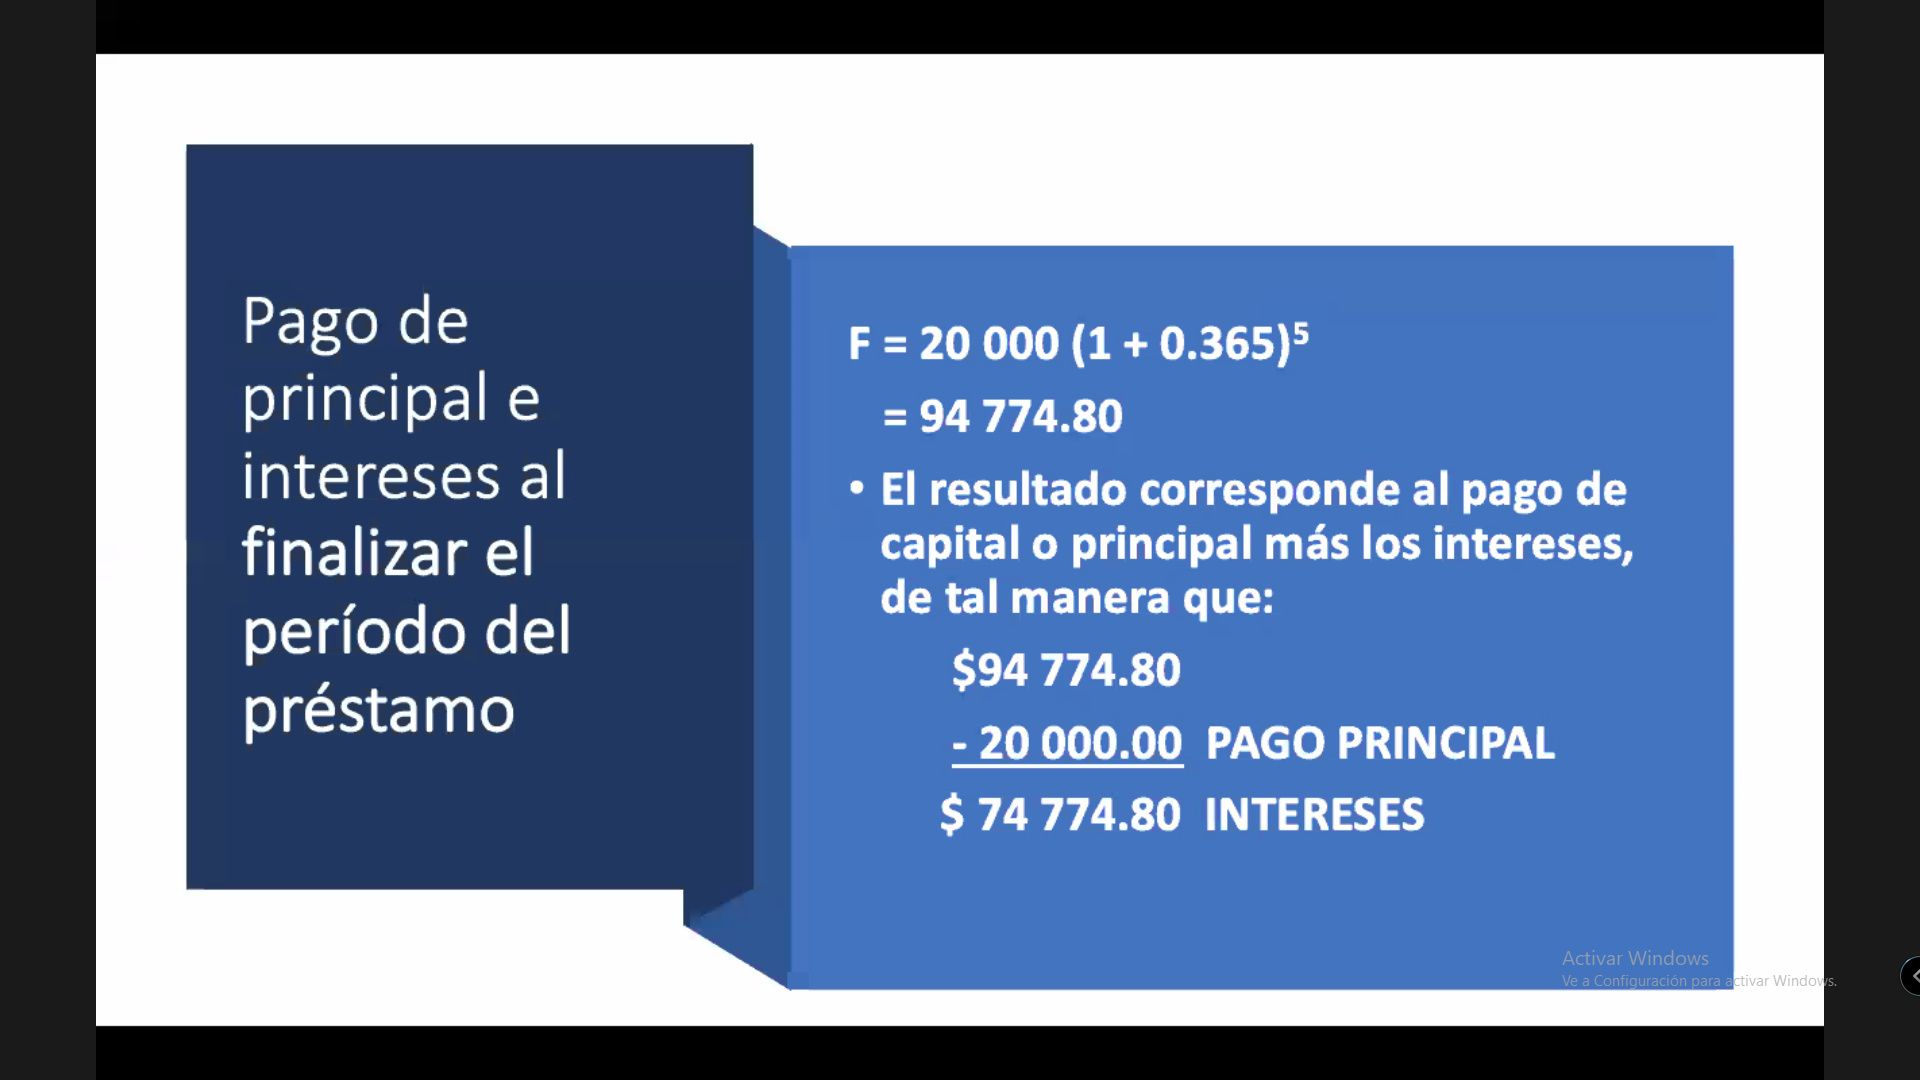 Pago de
principal e
intereses al
finalizar el
período del
préstamo
F = 20 000 (1 + 0.365)⁵
= 94 774.80
• El resultado corresponde al pago de
capital o principal más los intereses,
de tal manera que:
$94 774.80
- 20 000.00 PAGO PRINCIPAL
$ 74 774.80 INTERESES
Activar Windows
Ve a Configuración para activar Windows.